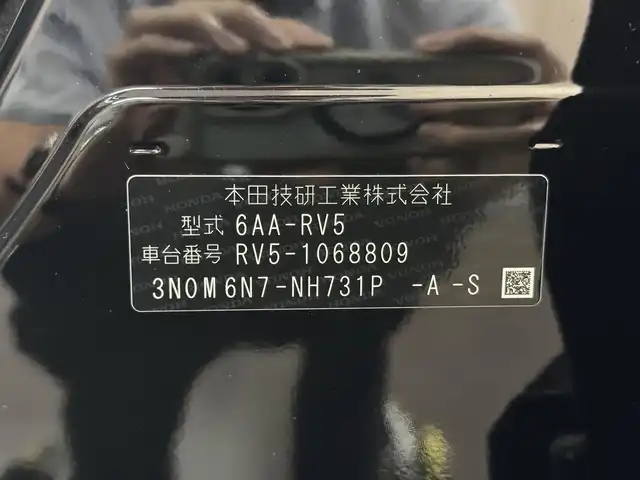 本田技研工業株式会社
型式 6AA-RV5
車台番号 RV5-1068809
3N0M6N7-NH731P -A -S